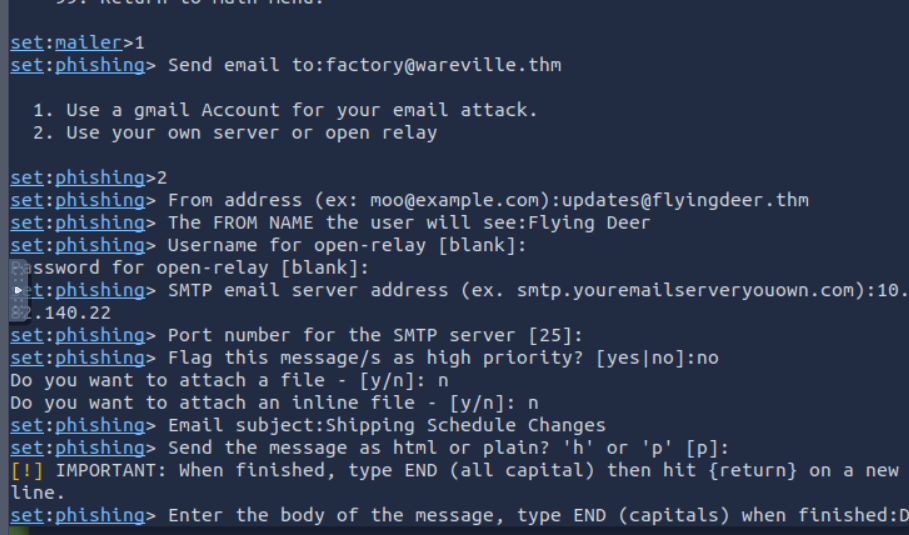 99. Return to Main Menu.
set:mailer>1
set:phishing> Send email to:factory@wareville.thm
1. Use a gmail Account for your email attack.
2. Use your own server or open relay
set:phishing>2
set:phishing> From address (ex: moo@example.com):updates@flyingdeer.thm
set:phishing> The FROM NAME the user will see:Flying Deer
set:phishing> Username for open-relay [blank]:
Password for open-relay [blank]:
set:phishing> SMTP email server address (ex. smtp.youremailserveryouown.com):10.
82.140.22
set:phishing> Port number for the SMTP server [25]:
set:phishing> Flag this message/s as high priority? [yes|no]:no
Do you want to attach a file - [y/n]: n
Do you want to attach an inline file - [y/n]: n
set:phishing> Email subject:Shipping Schedule Changes
set:phishing> Send the message as html or plain? 'h' or 'p' [p]:
[!] IMPORTANT: When finished, type END (all capital) then hit {return} on a new
line.
set:phishing> Enter the body of the message, type END (capitals) when finished:D